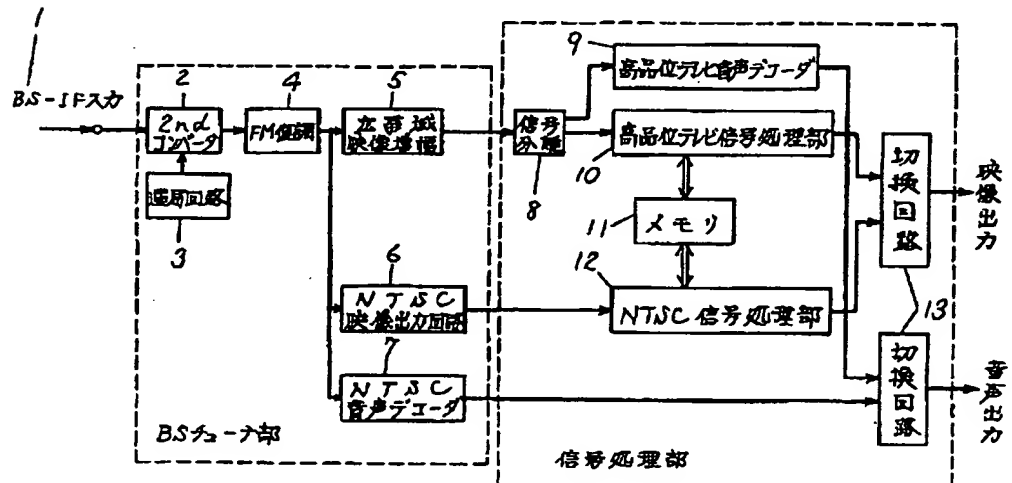 1
BS-IF入力
2
2nd
コンバータ
選局回路
3
4
FM復調
5
広帯域
映像増幅
6
NTSC
映像出力回路
7
NTSC
音声デコーダ
BSチューナ部
8
信号
分離
9
高品位テレビ音声デコーダ
高品位テレビ信号処理部
10
11
メモリ
12
NTSC 信号処理部
切換回路
13
切換回路
映像出力
音声出力
信号処理部